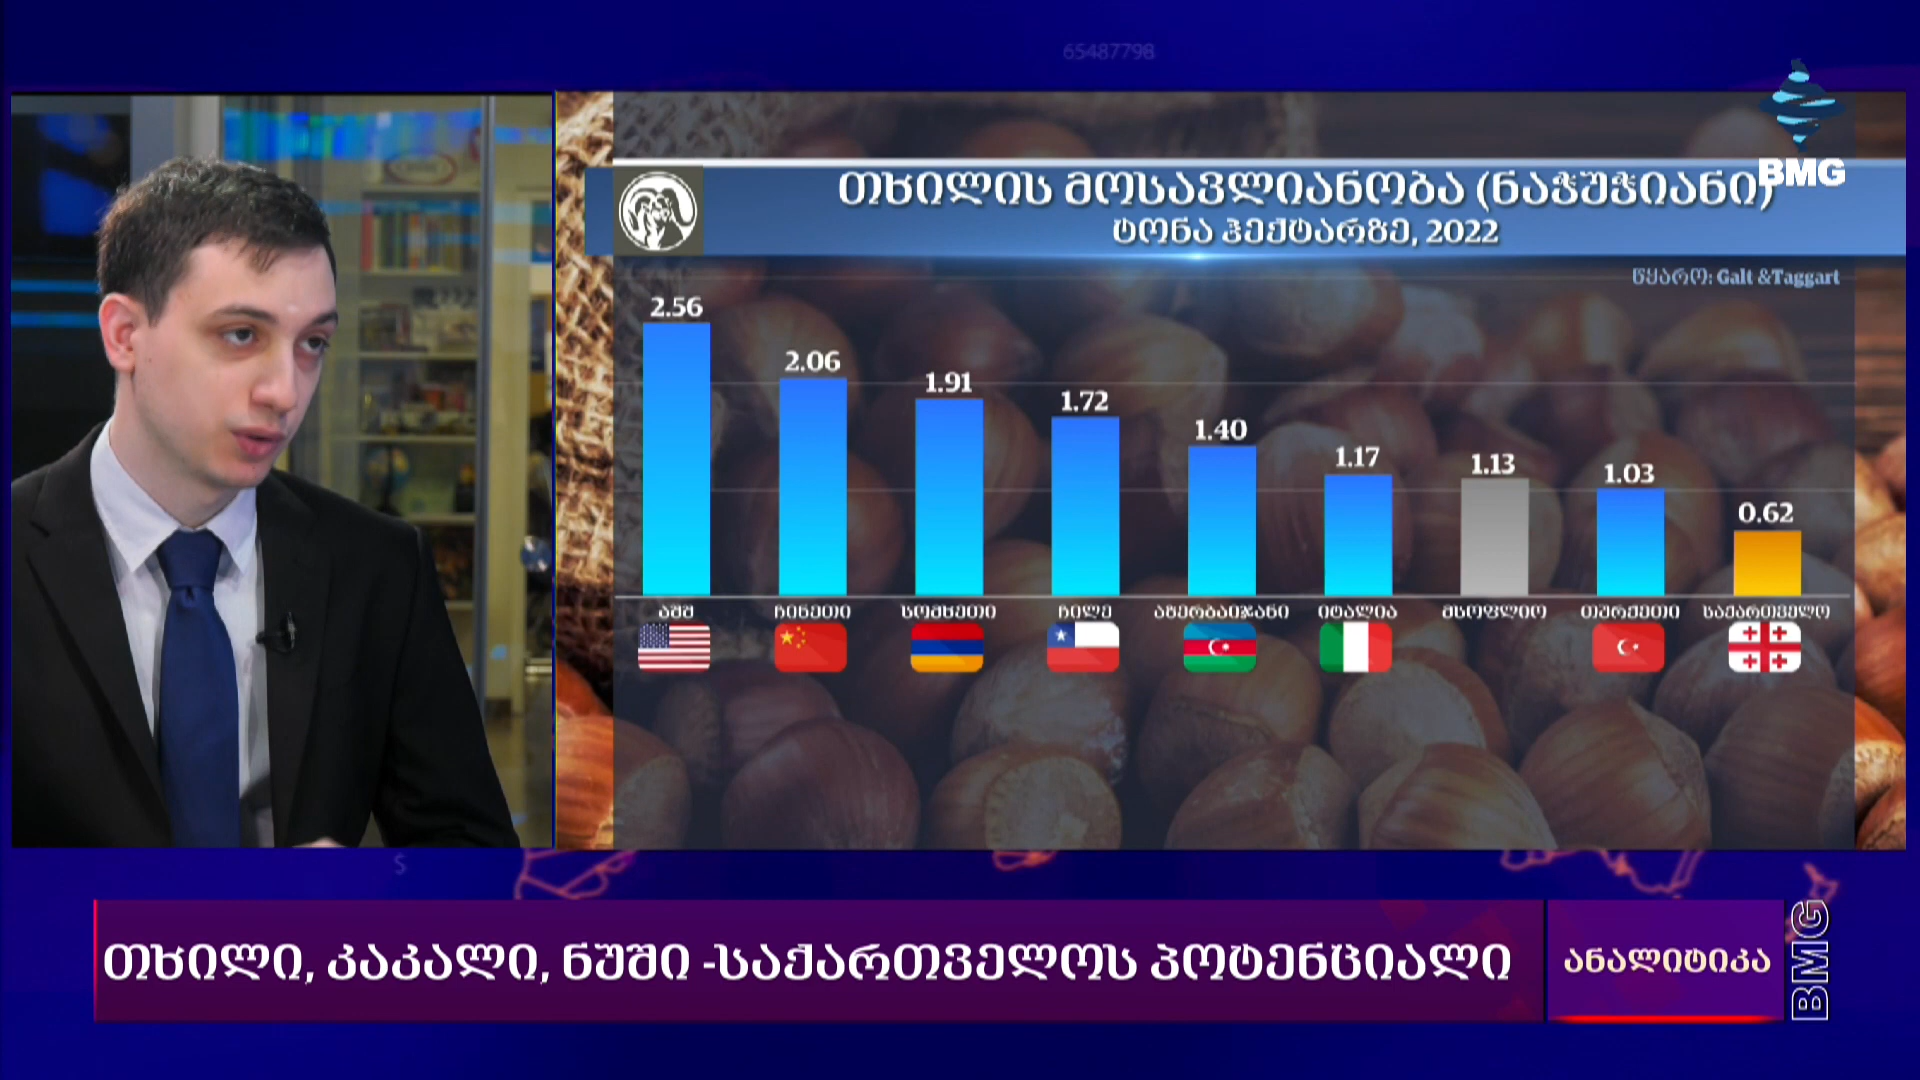 65487798
BMG
თხილის მოსავლიანობა (ნაჭუჭიანი)
ტონა ჰექტარზე, 2022
წყარო: Galt &Taggart
2.56
2.06
1.91
1.72
1.40
1.17
1.13
1.03
0.62
აშშ
ჩინეთი
სომხეთი
ჩილე
აზერბაიჯანი
იტალია
მსოფლიო
თურქეთი
საქართველო
$
თხილი, კაკალი, ნუში -საქართველოს პოტენციალი
ანალიტიკა
BMG